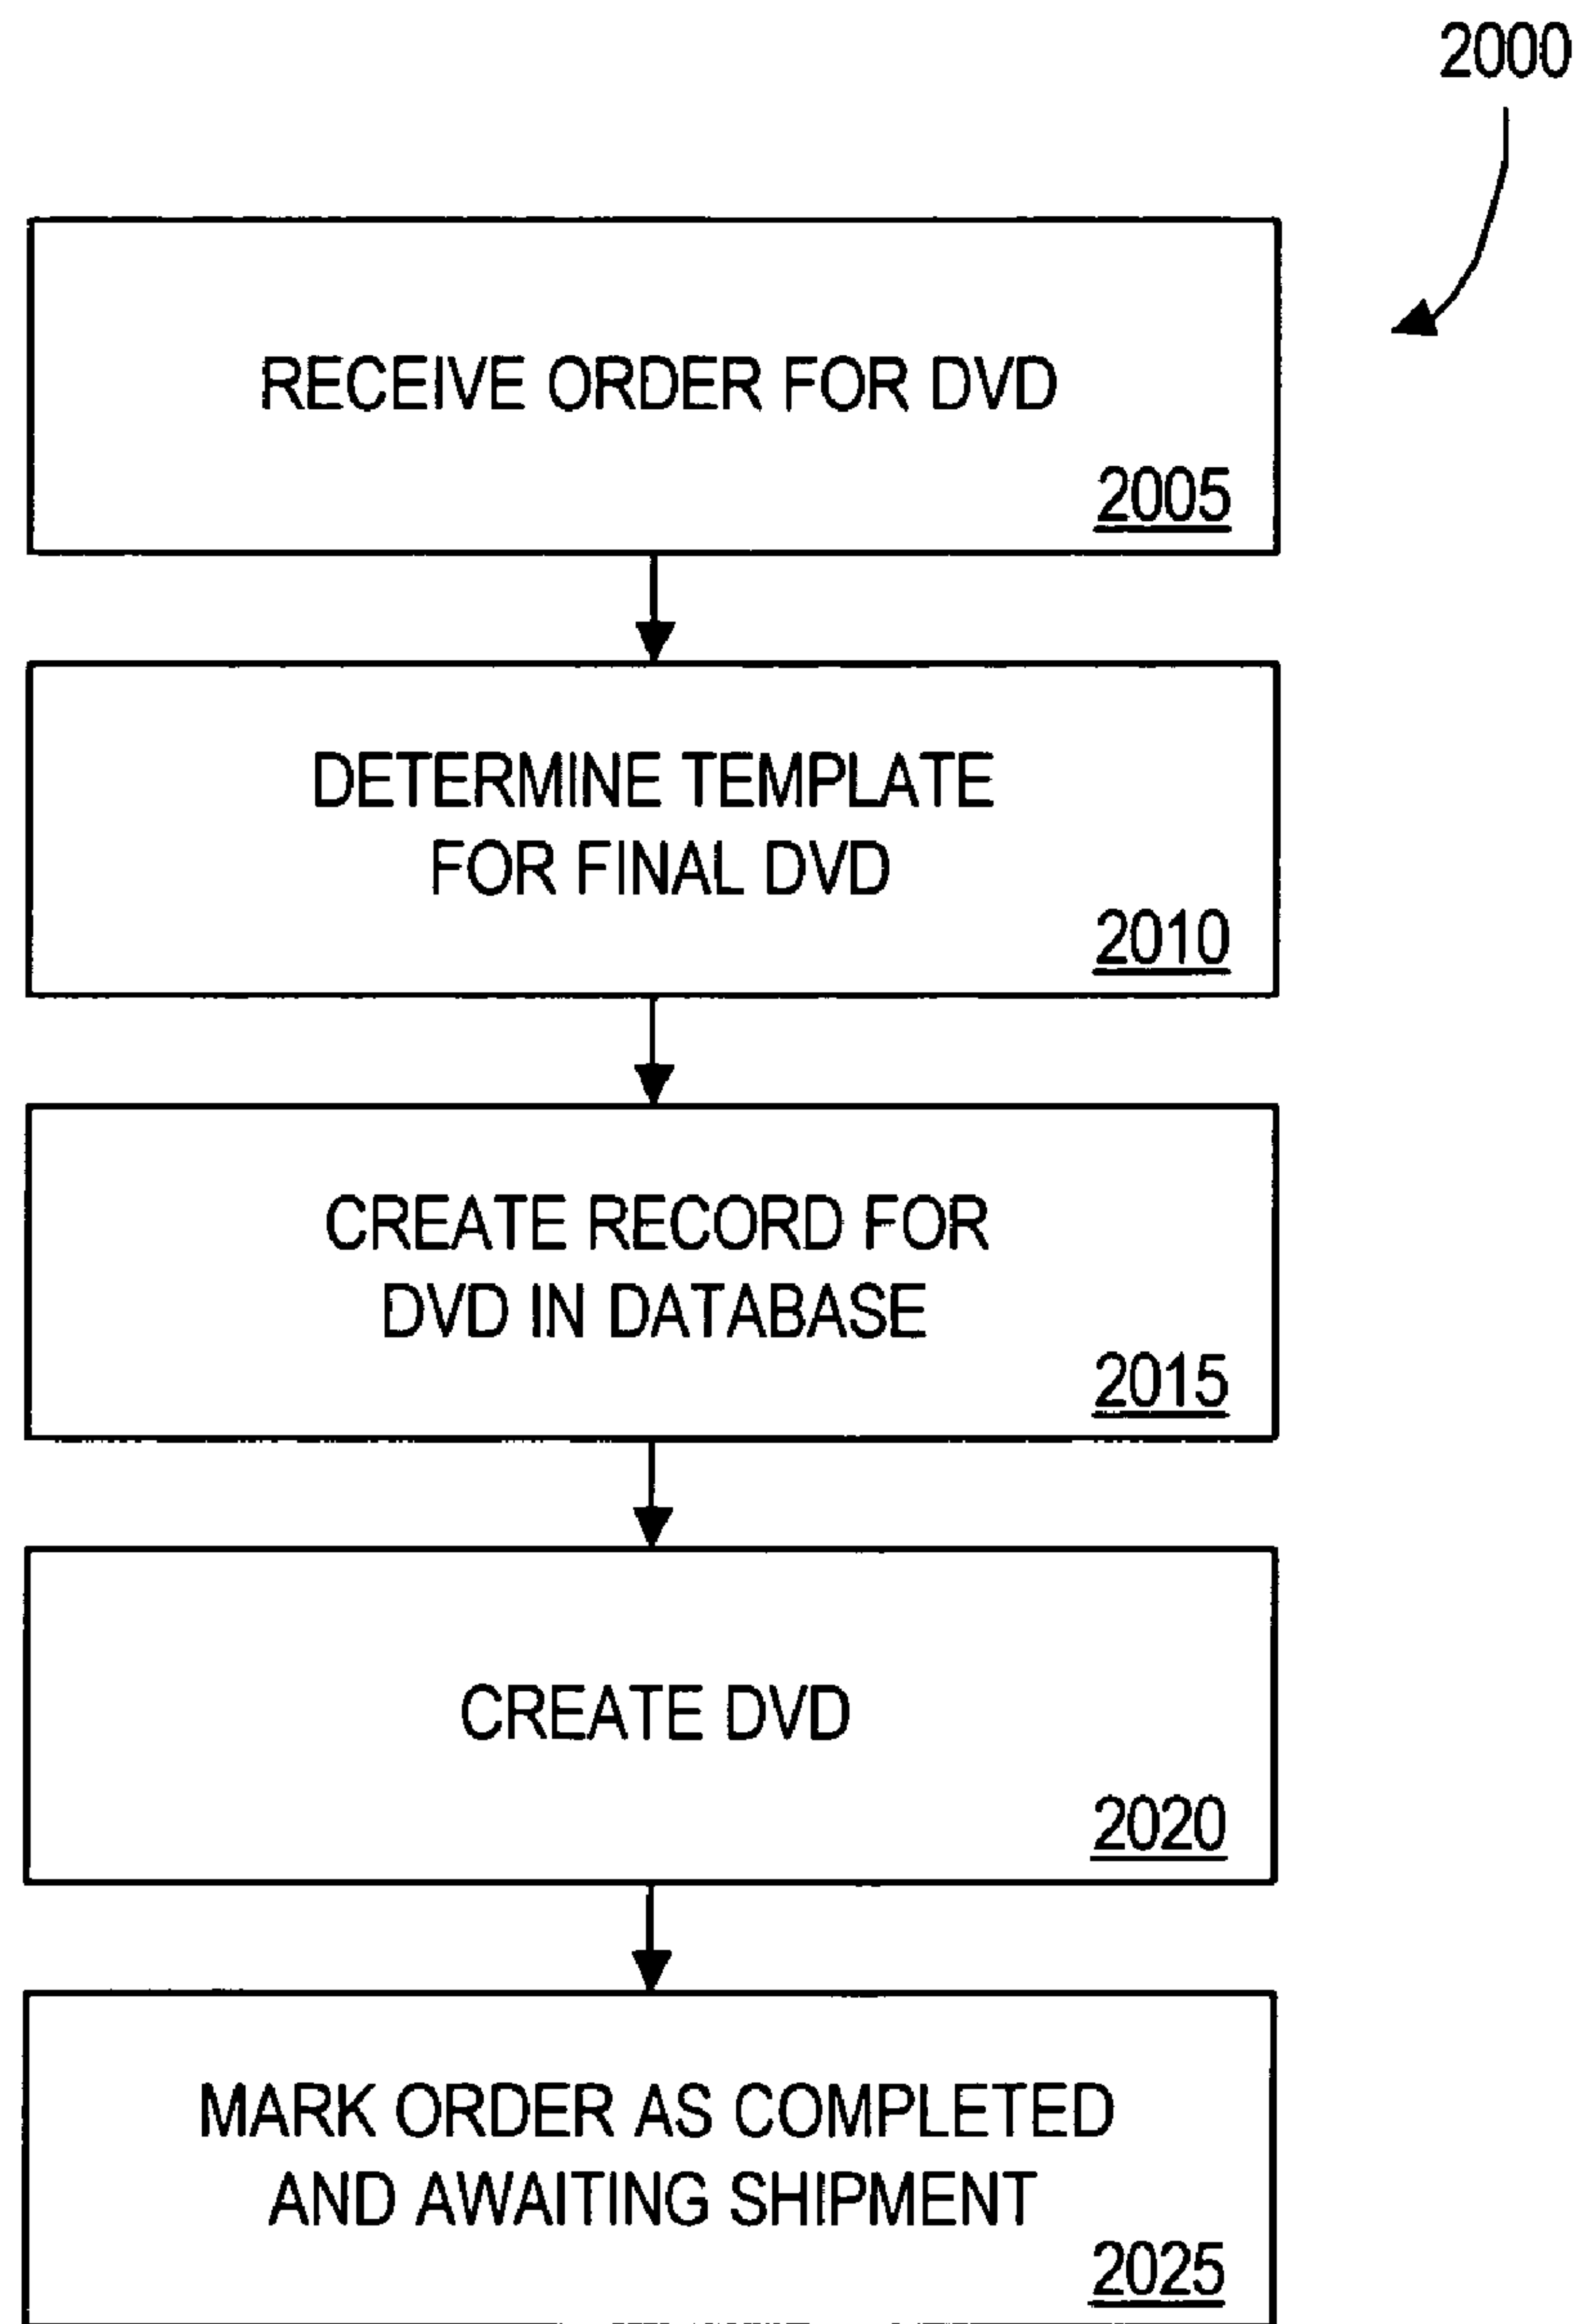 2000
RECEIVE ORDER FOR DVD
2005
DETERMINE TEMPLATE
FOR FINAL DVD
2010
CREATE RECORD FOR
DVD IN DATABASE
2015
CREATE DVD
2020
MARK ORDER AS COMPLETED
AND AWAITING SHIPMENT
2025